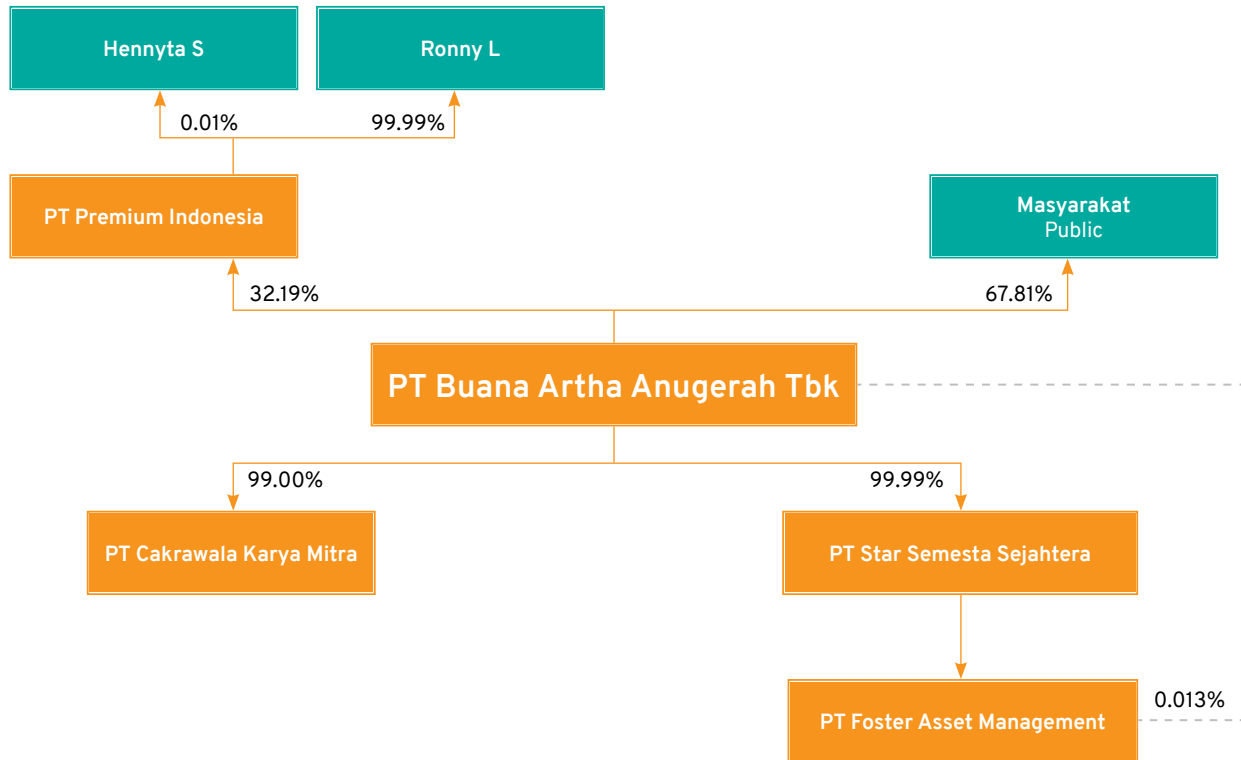 Hennyta S
Ronny L
0.01%
99.99%
PT Premium Indonesia
Masyarakat
Public
32.19%
67.81%
PT Buana Artha Anugerah Tbk
99.00%
99.99%
PT Cakrawala Karya Mitra
PT Star Semesta Sejahtera
0.013%
PT Foster Asset Management